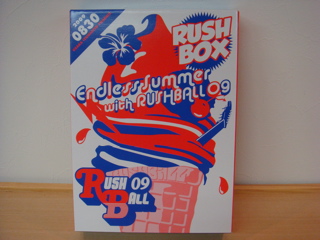 2009
0830
RUSH
BOX
Endless Summer
with RUSHBALL 09
RUSH 09
BALL